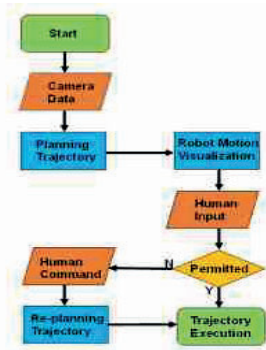 Start
Camera
Data
Planning
Trajectory
Robot Motion
Visualization
Human
Input
Human
Command
N
Permitted
Y
Re-planning
Trajectory
Trajectory
Execution